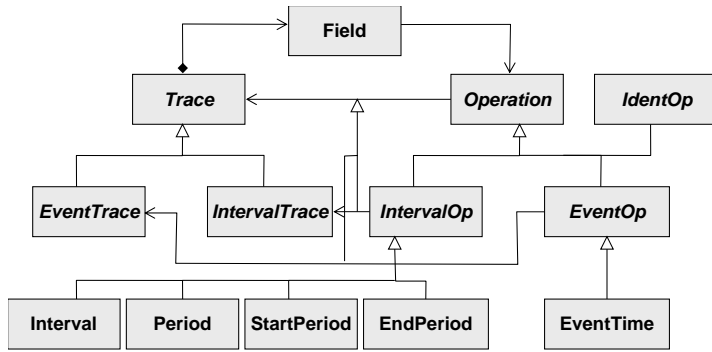 Field
Trace
Operation
IdentOp
EventTrace
IntervalTrace
IntervalOp
EventOp
Interval
Period
StartPeriod
EndPeriod
EventTime